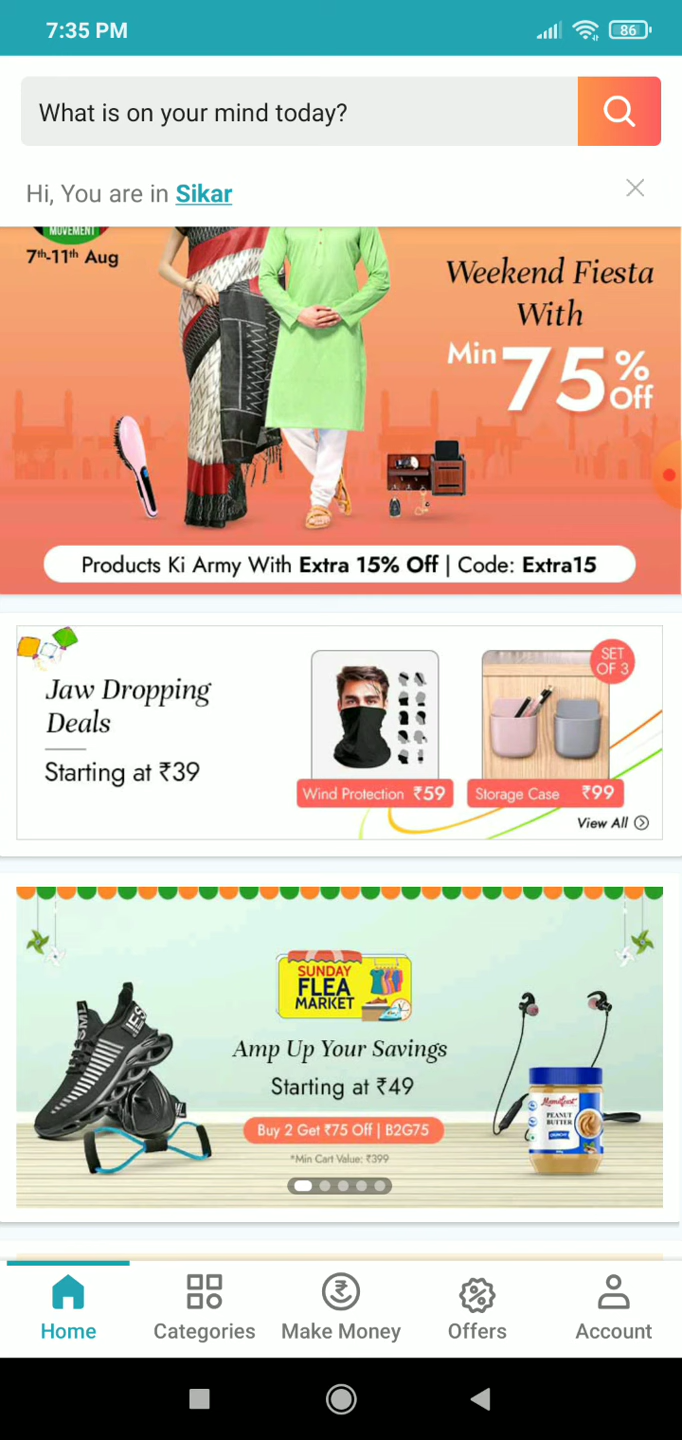 7:35 PM
86
What is on your mind today?
Hi, You are in Sikar
MOVEMENT
7th-11th Aug
Weekend Fiesta
With
Min 75% Off
Products Ki Army With Extra 15% Off | Code: Extra15
Jaw Dropping
Deals
Starting at ₹39
SET
OF 3
Wind Protection ₹59
Storage Case ₹99
View All
SUNDAY
FLEA
MARKET
Amp Up Your Savings
Starting at ₹49
Buy 2 Get ₹75 Off | B2G75
*Min Cart Value: ₹399
PEANUT
BUTTER
Home
Categories
Make Money
Offers
Account